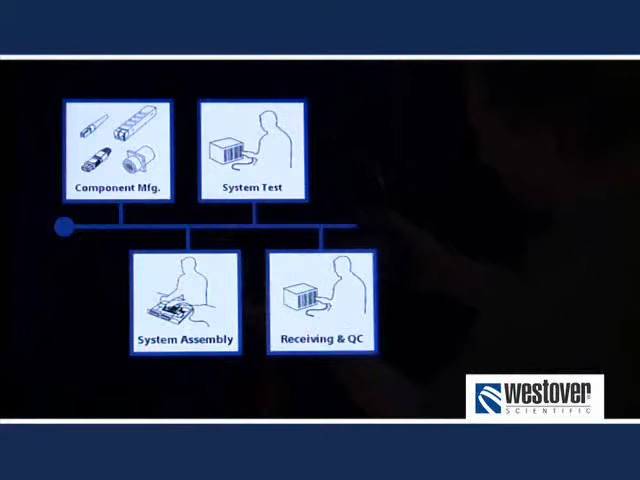 Component Mfg.
System Test
System Assembly
Receiving & QC
westover
SCIENTIFIC